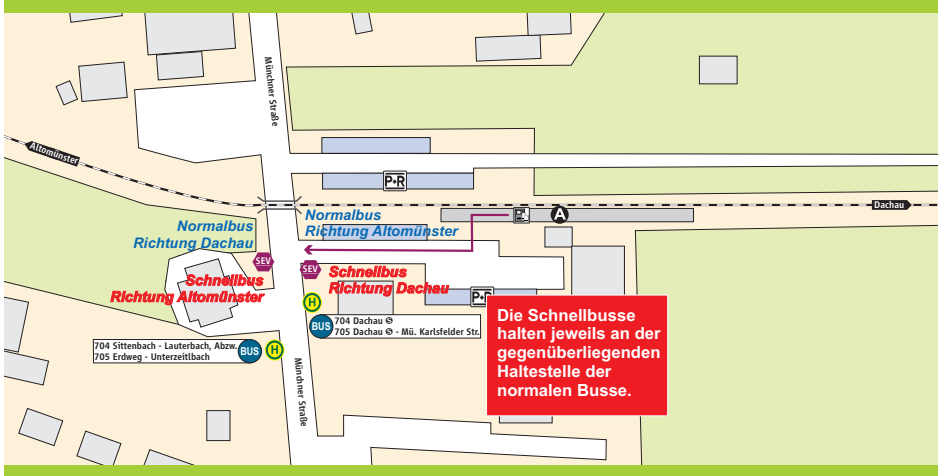 Münchner Straße
Altomünster
P+R
Dachau
A
Normalbus
Richtung Dachau
Normalbus
Richtung Altomünster
SEV
SEV
Schnellbus
Richtung Altomünster
Schnellbus
Richtung Dachau
P+R
H
BUS
704 Dachau S
705 Dachau S - Mü. Karlsfelder Str.
704 Sittenbach - Lauterbach, Abzw.
705 Erdweg - Unterzeitlbach
BUS
H
Münchner Straße
Die Schnellbusse
halten jeweils an der
gegenüberliegenden
Haltestelle der
normalen Busse.